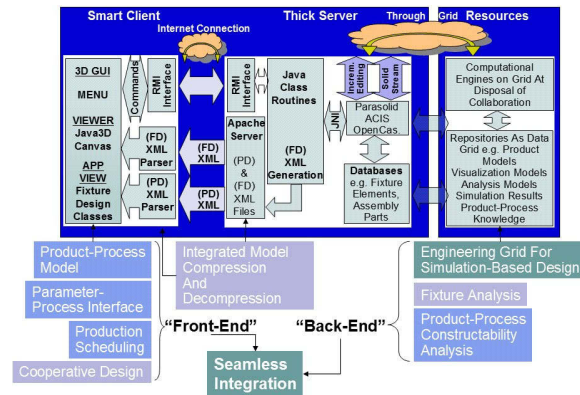 Smart Client
Internet Connection
Thick Server
Through Grid
Resources
3D GUI
MENU
VIEWER
Java3D
Canvas
APP
VIEW
Fixture
Design
Classes
Commands
RMI
Interface
(FD)
XML
Parser
(PD)
XML
Parser
(FD)
XML
(PD)
XML
RMI
Interface
Apache
Server
(PD)
&
(FD)
XML
Files
Java
Class
Routines
(FD)
XML
Generation
JNI
Increm.
Editing
Solid
Stream
Parasolid
ACIS
OpenCas.
Databases
e.g. Fixture
Elements,
Assembly
Parts
Computational
Engines on Grid At
Disposal of
Collaboration
Repositories As Data
Grid e.g. Product
Models
Visualization Models
Analysis Models
Simulation Results
Product-Process
Knowledge
Product-Process
Model
Parameter-
Process Interface
Production
Scheduling
Cooperative Design
Integrated Model
Compression
And
Decompression
Engineering Grid For
Simulation-Based Design
Fixture Analysis
Product-Process
Constructability
Analysis
"Front-End"
"Back-End"
Seamless
Integration